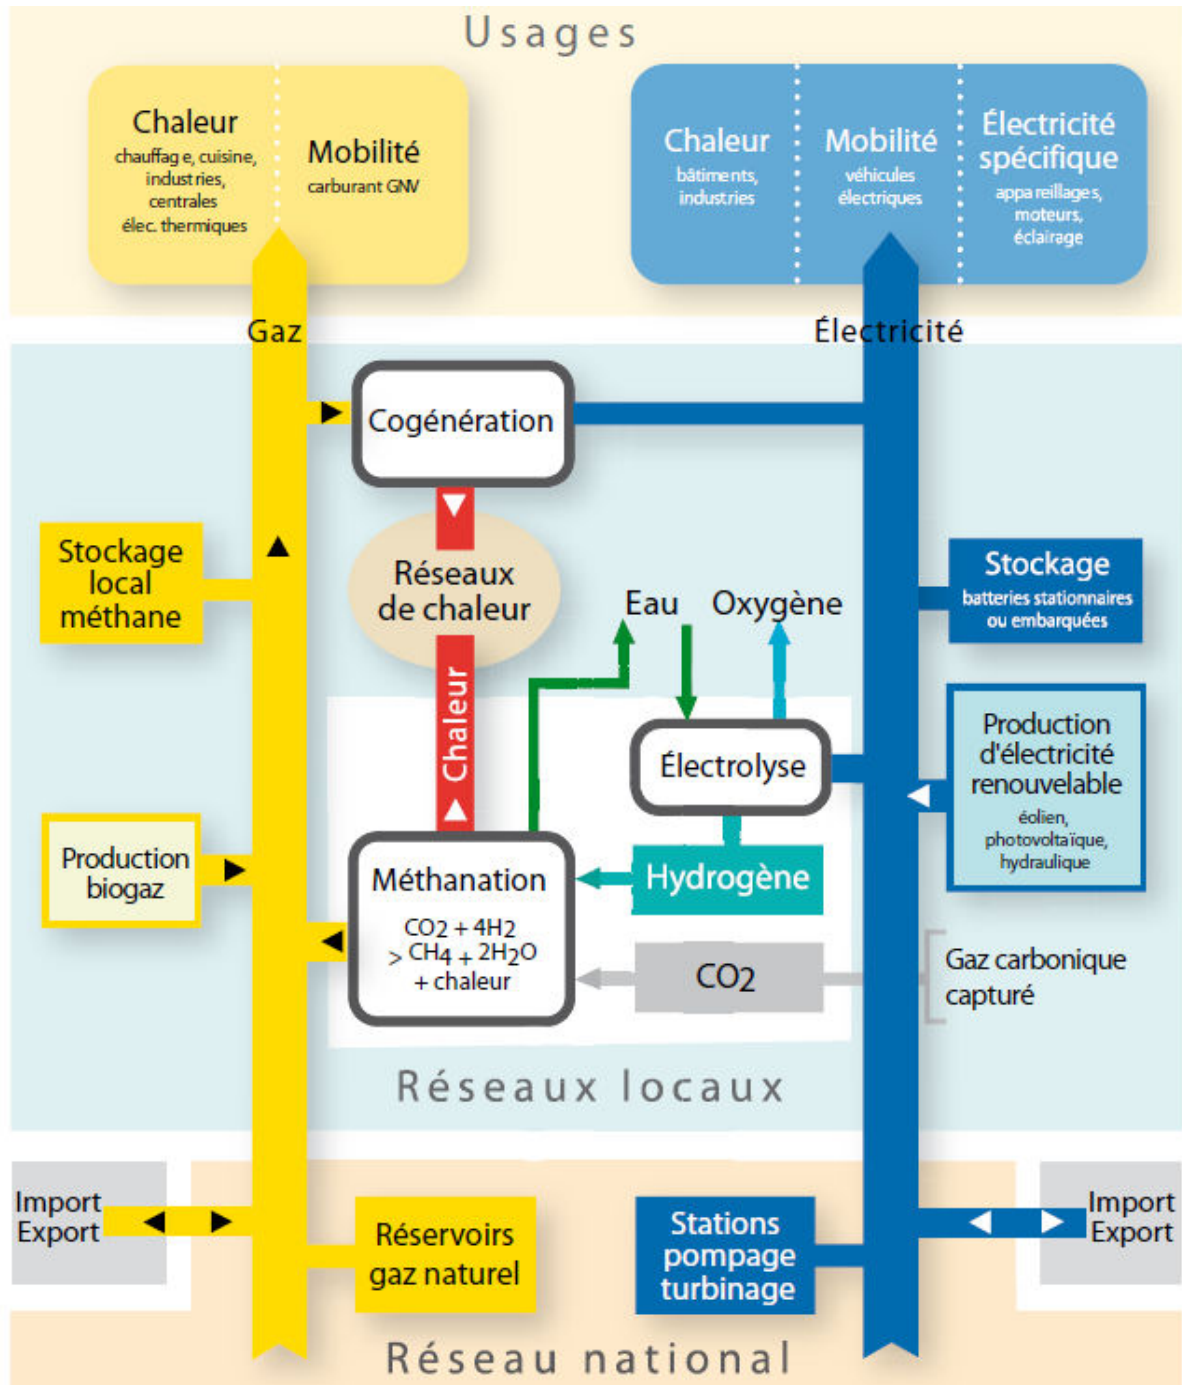 Usages
Chaleur
chauffage, cuisine,
industries,
centrales
élec. thermiques
Mobilité
carburant GNV
Chaleur
bâtiments,
industries
Mobilité
véhicules
électriques
Électricité
spécifique
appareillages,
moteurs,
éclairage
Gaz
Électricité
Cogénération
Stockage
local
méthane
Réseaux
de chaleur
Eau
Oxygène
Stockage
batteries stationnaires
ou embarquées
Chaleur
Électrolyse
Production
d'électricité
renouvelable
éolien,
photovoltaïque,
hydraulique
Production
biogaz
Méthanation
CO2 + 4H2
> CH4 + 2H2O
+ chaleur
Hydrogène
CO2
Gaz carbonique
capturé
Réseaux locaux
Import
Export
Réservoirs
gaz naturel
Stations
pompage
turbinage
Import
Export
Réseau national